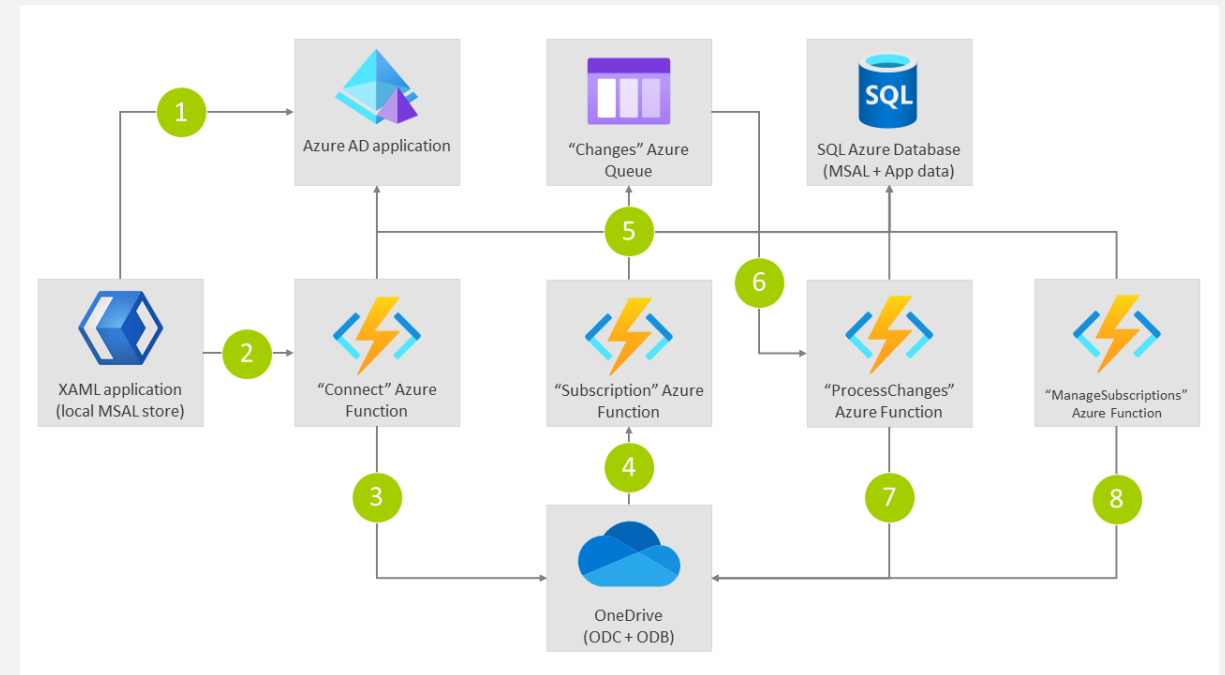 1
Azure AD application
“Changes” Azure
Queue
SQL
SQL Azure Database
(MSAL + App data)
5
6
XAML application
(local MSAL store)
2
“Connect” Azure
Function
“Subscription” Azure
Function
“ProcessChanges”
Azure Function
“ManageSubscriptions”
Azure Function
3
4
7
8
OneDrive
(ODC + ODB)